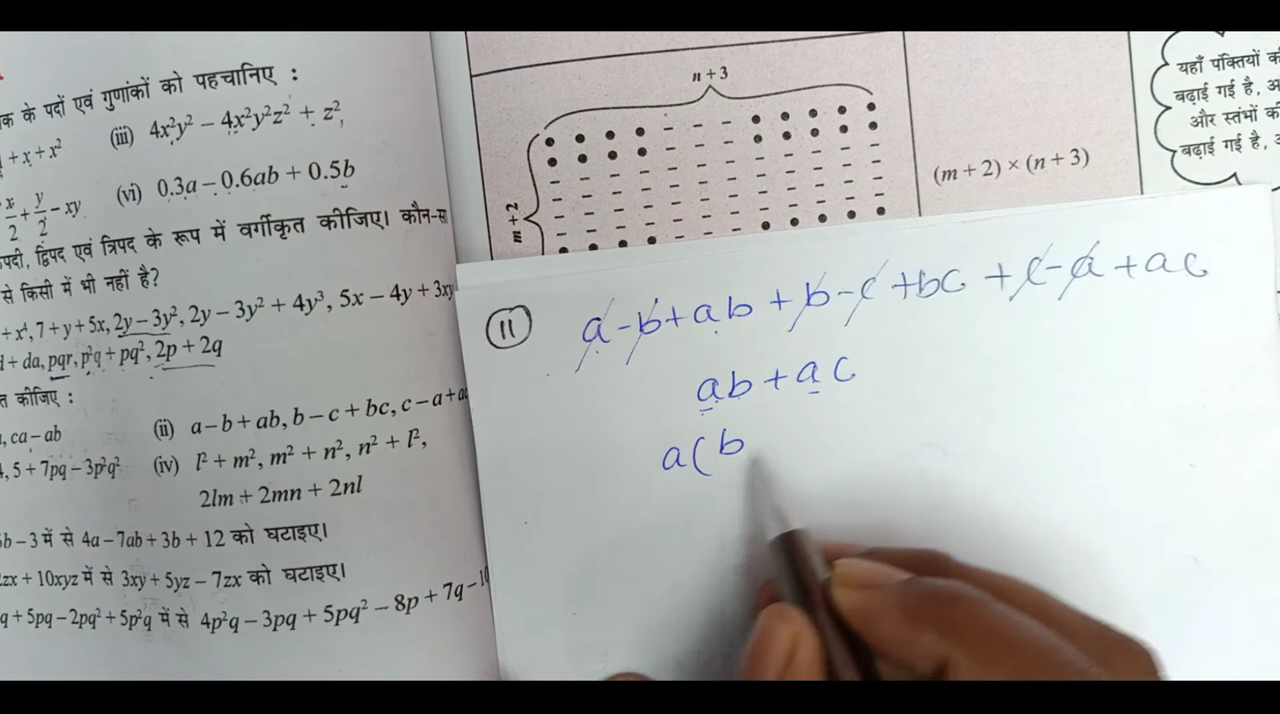 क के पदों एवं गुणांकों को पहचानिए :
+ x + x²
(iii) 4x²y² – 4x²y²z² + z²,
x/2 + y/2 – xy
(vi) 0.3a – 0.6ab + 0.5b
पदी, द्विपद एवं त्रिपद के रूप में वर्गीकृत कीजिए। कौन-सा
से किसी में भी नहीं है?
+ x⁴, 7 + y + 5x, 2y – 3y², 2y – 3y² + 4y³, 5x – 4y + 3xy
+ da, pqr, p²q + pq², 2p + 2q
त कीजिए :
, ca – ab
(ii) a – b + ab, b – c + bc, c – a + ac
, 5 + 7pq – 3p²q²
(iv) l² + m², m² + n², n² + l²,
2lm + 2mn + 2nl
b – 3 में से 4a – 7ab + 3b + 12 को घटाइए।
zx + 10xyz में से 3xy + 5yz – 7zx को घटाइए।
q + 5pq – 2pq² + 5p²q में से 4p²q – 3pq + 5pq² – 8p + 7q – 10
n + 3
m + 2
(m + 2) × (n + 3)
यहाँ पंक्तियों की
बढ़ाई गई है, अ
और स्तंभों की
बढ़ाई गई है,
11 a - b + ab + b - c + bc + c - a + ac
ab + ac
a ( b